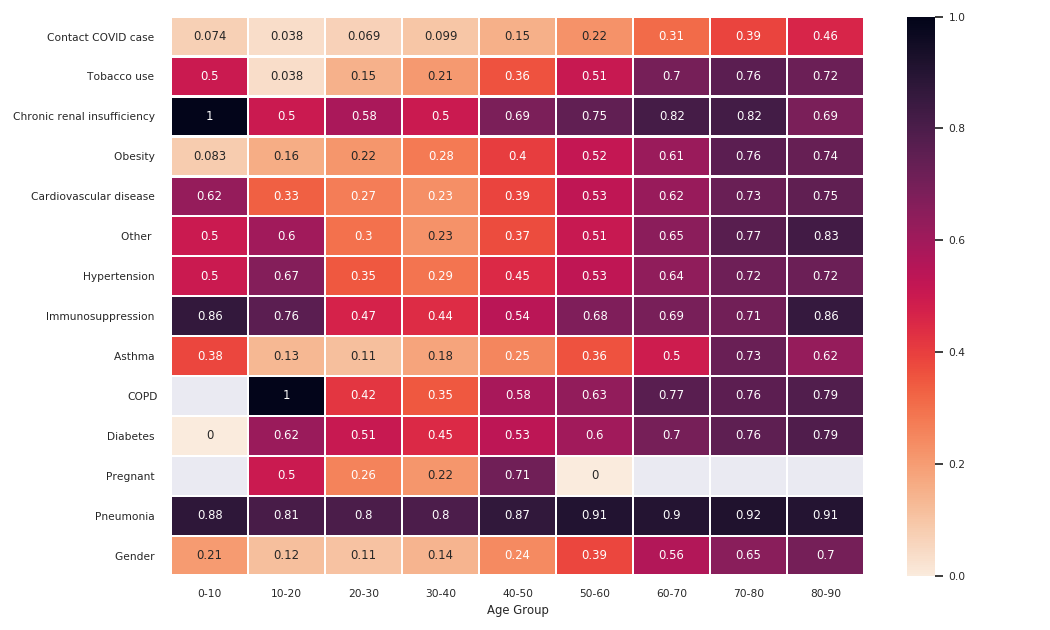 Contact COVID case 0.074 0.038 0.069 0.099 0.15 0.22 0.31 0.39 0.46
Tobacco use 0.5 0.038 0.15 0.21 0.36 0.51 0.7 0.76 0.72
Chronic renal insufficiency 1 0.5 0.58 0.5 0.69 0.75 0.82 0.82 0.69
Obesity 0.083 0.16 0.22 0.28 0.4 0.52 0.61 0.76 0.74
Cardiovascular disease 0.62 0.33 0.27 0.23 0.39 0.53 0.62 0.73 0.75
Other 0.5 0.6 0.3 0.23 0.37 0.51 0.65 0.77 0.83
Hypertension 0.5 0.67 0.35 0.29 0.45 0.53 0.64 0.72 0.72
Immunosuppression 0.86 0.76 0.47 0.44 0.54 0.68 0.69 0.71 0.86
Asthma 0.38 0.13 0.11 0.18 0.25 0.36 0.5 0.73 0.62
COPD 1 0.42 0.35 0.58 0.63 0.77 0.76 0.79
Diabetes 0 0.62 0.51 0.45 0.53 0.6 0.7 0.76 0.79
Pregnant 0.5 0.26 0.22 0.71 0
Pneumonia 0.88 0.81 0.8 0.8 0.87 0.91 0.9 0.92 0.91
Gender 0.21 0.12 0.11 0.14 0.24 0.39 0.56 0.65 0.7
0-10 10-20 20-30 30-40 40-50 50-60 60-70 70-80 80-90
Age Group
1.0
0.8
0.6
0.4
0.2
0.0